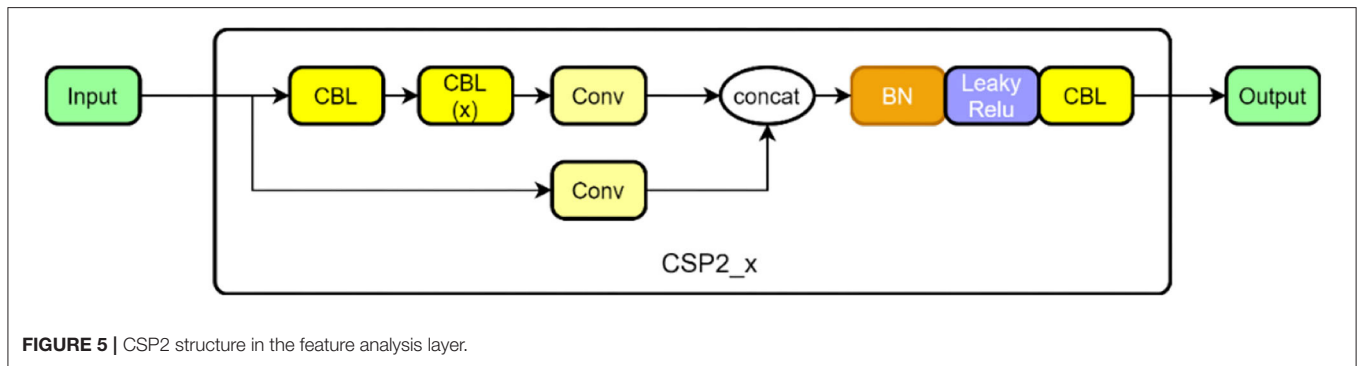 Input
CBL
CBL
(x)
Conv
concat
BN
Leaky
Relu
CBL
Output
Conv
CSP2_x
FIGURE 5 | CSP2 structure in the feature analysis layer.